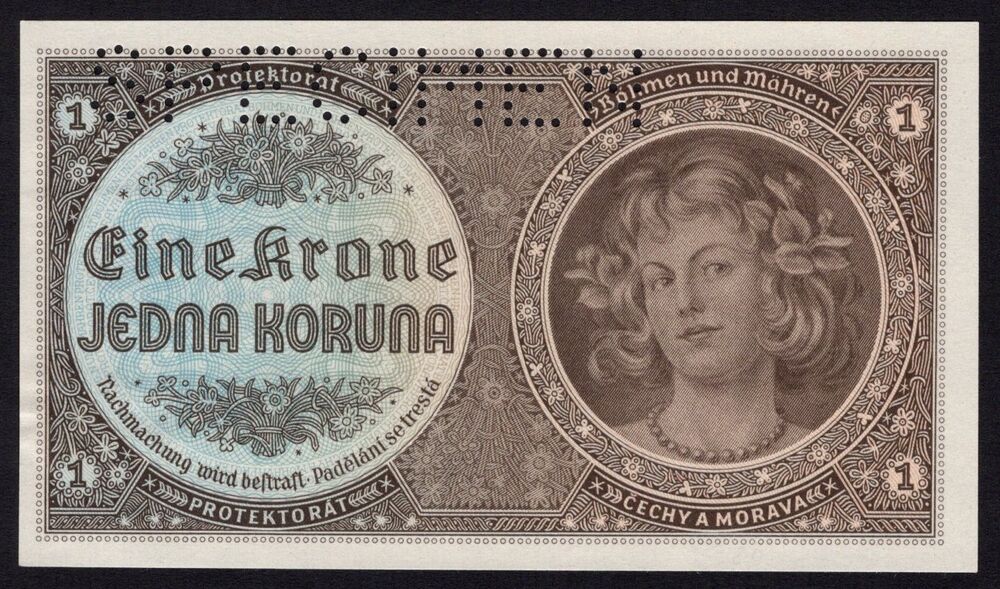 SPECIMEN
Protektorat
Böhmen und Mähren
1
1
Eine Krone
JEDNA KORUNA
Nachmachung wird bestraft · Padělání se trestá
1
1
PROTEKTORÁT
ČECHY A MORAVA